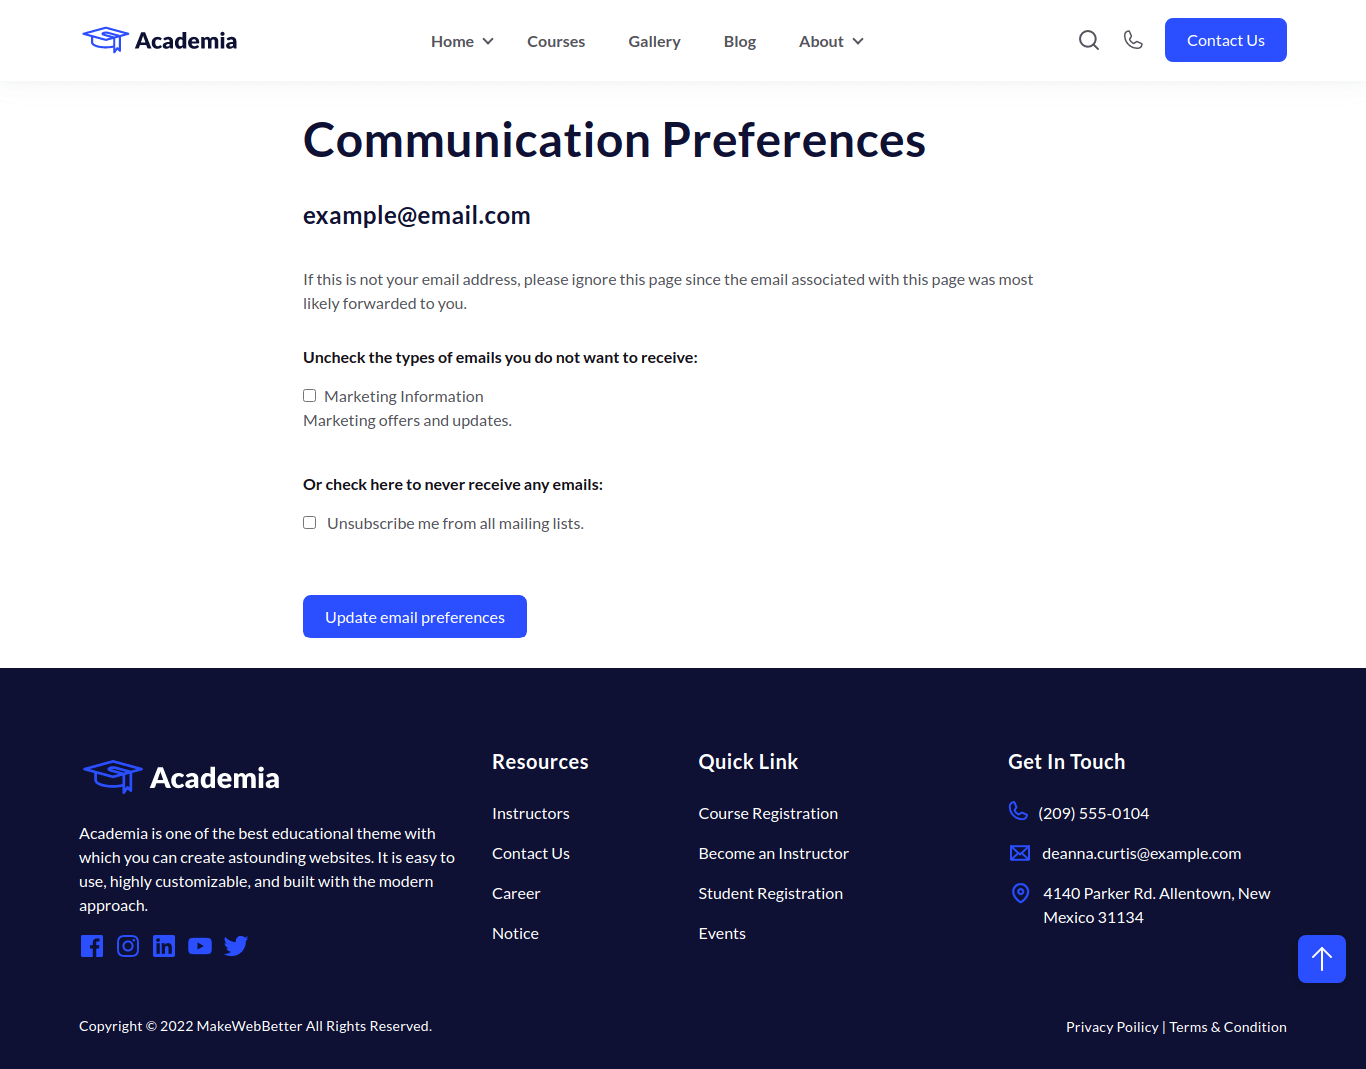 Academia
Home
Courses
Gallery
Blog
About
Contact Us
Communication Preferences
example@email.com
If this is not your email address, please ignore this page since the email associated with this page was most
likely forwarded to you.
Uncheck the types of emails you do not want to receive:
Marketing Information
Marketing offers and updates.
Or check here to never receive any emails:
Unsubscribe me from all mailing lists.
Update email preferences
Academia
Academia is one of the best educational theme with
which you can create astounding websites. It is easy to
use, highly customizable, and built with the modern
approach.
Resources
Instructors
Contact Us
Career
Notice
Quick Link
Course Registration
Become an Instructor
Student Registration
Events
Get In Touch
(209) 555-0104
deanna.curtis@example.com
4140 Parker Rd. Allentown, New
Mexico 31134
Copyright © 2022 MakeWebBetter All Rights Reserved.
Privacy Poilicy | Terms & Condition